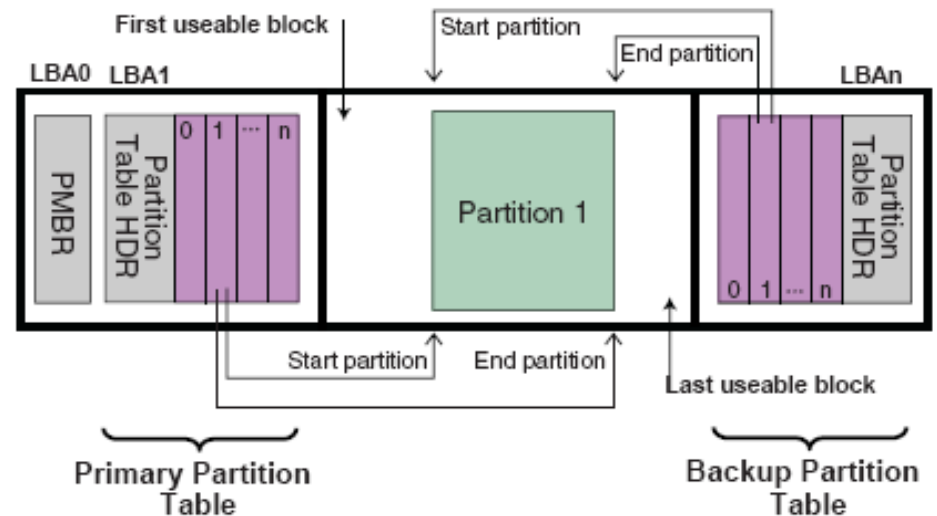 First useable block
Start partition
End partition
LBA0
LBA1
LBAn
PMBR
Partition
Table HDR
0 1 ... n
Partition 1
Partition
Table HDR
0 1 ... n
Start partition
End partition
Last useable block
Primary Partition
Table
Backup Partition
Table